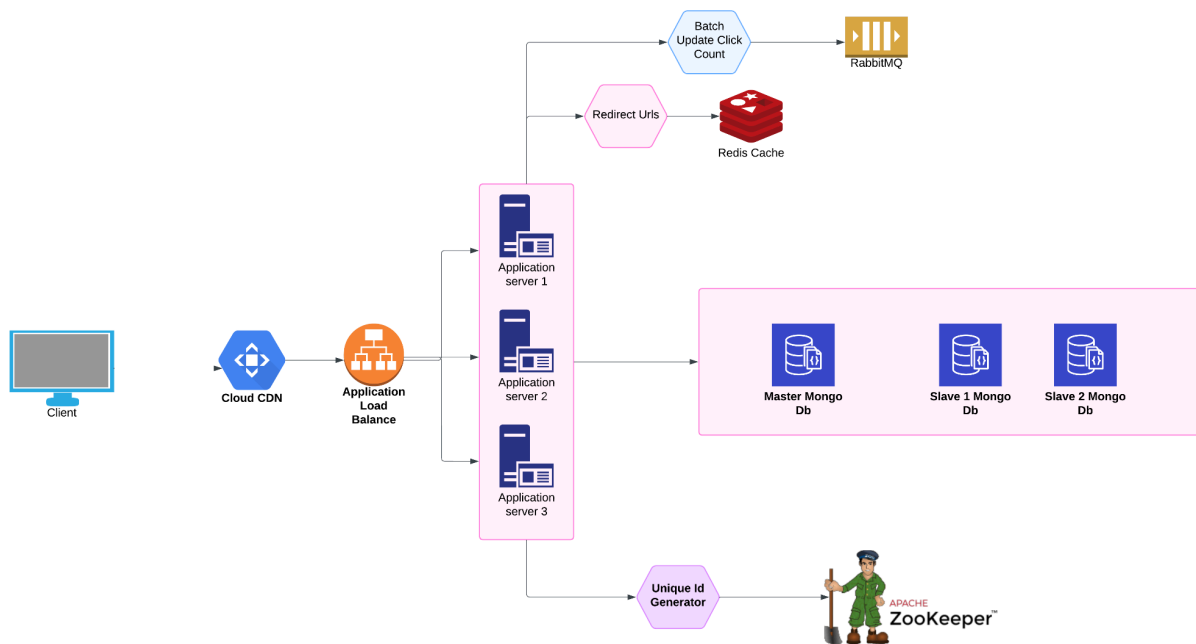 Batch
Update Click
Count
RabbitMQ
Redirect Urls
Redis Cache
Application
server 1
Application
server 2
Application
server 3
Client
Cloud CDN
Application
Load
Balance
Master Mongo
Db
Slave 1 Mongo
Db
Slave 2 Mongo
Db
Unique Id
Generator
APACHE
ZooKeeper™